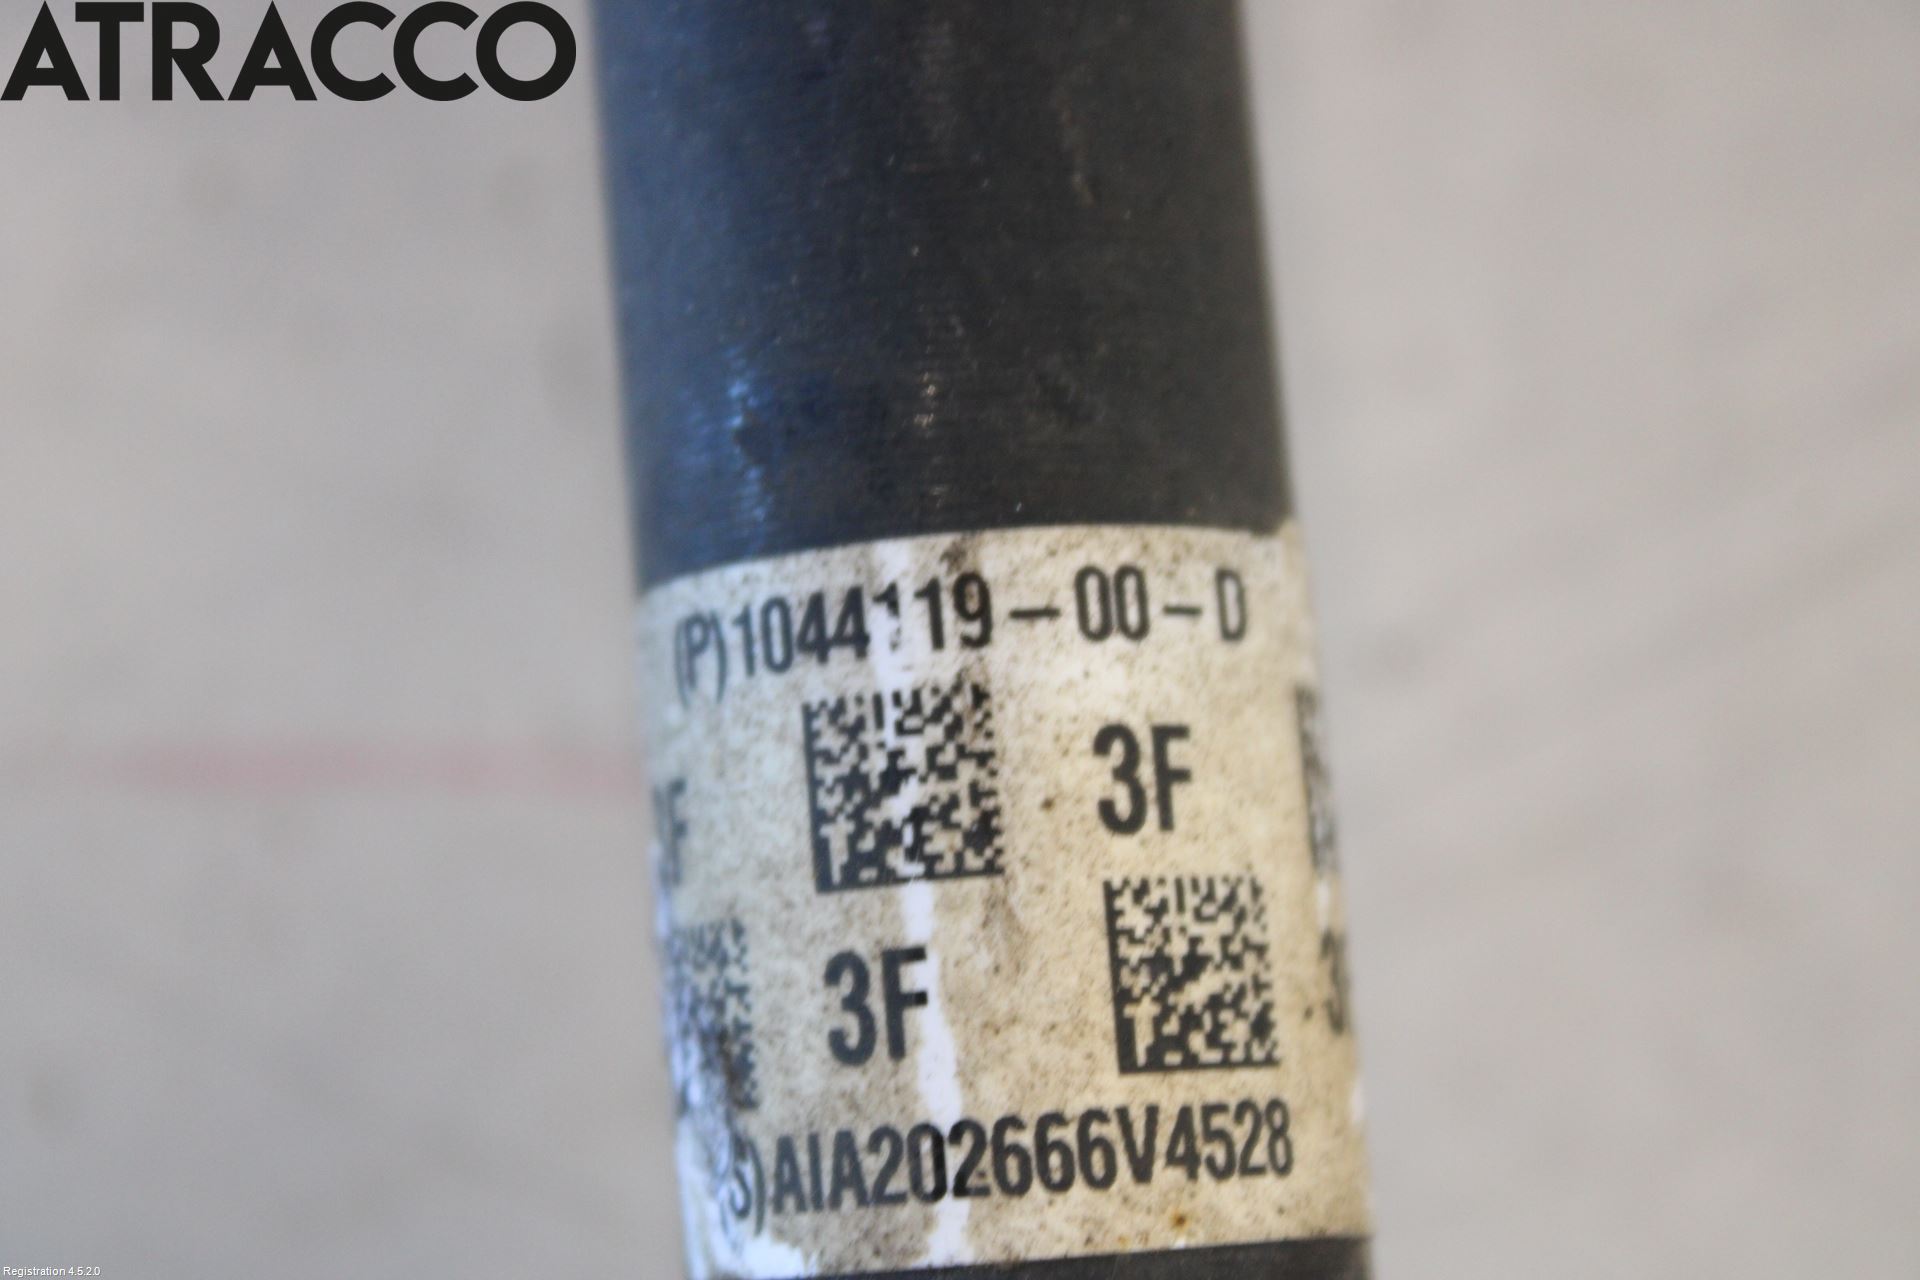 ATRACCO
(P)1044119-00-D
3F
3F
(S)AIA202666V4528
Registration 4.5.2.0